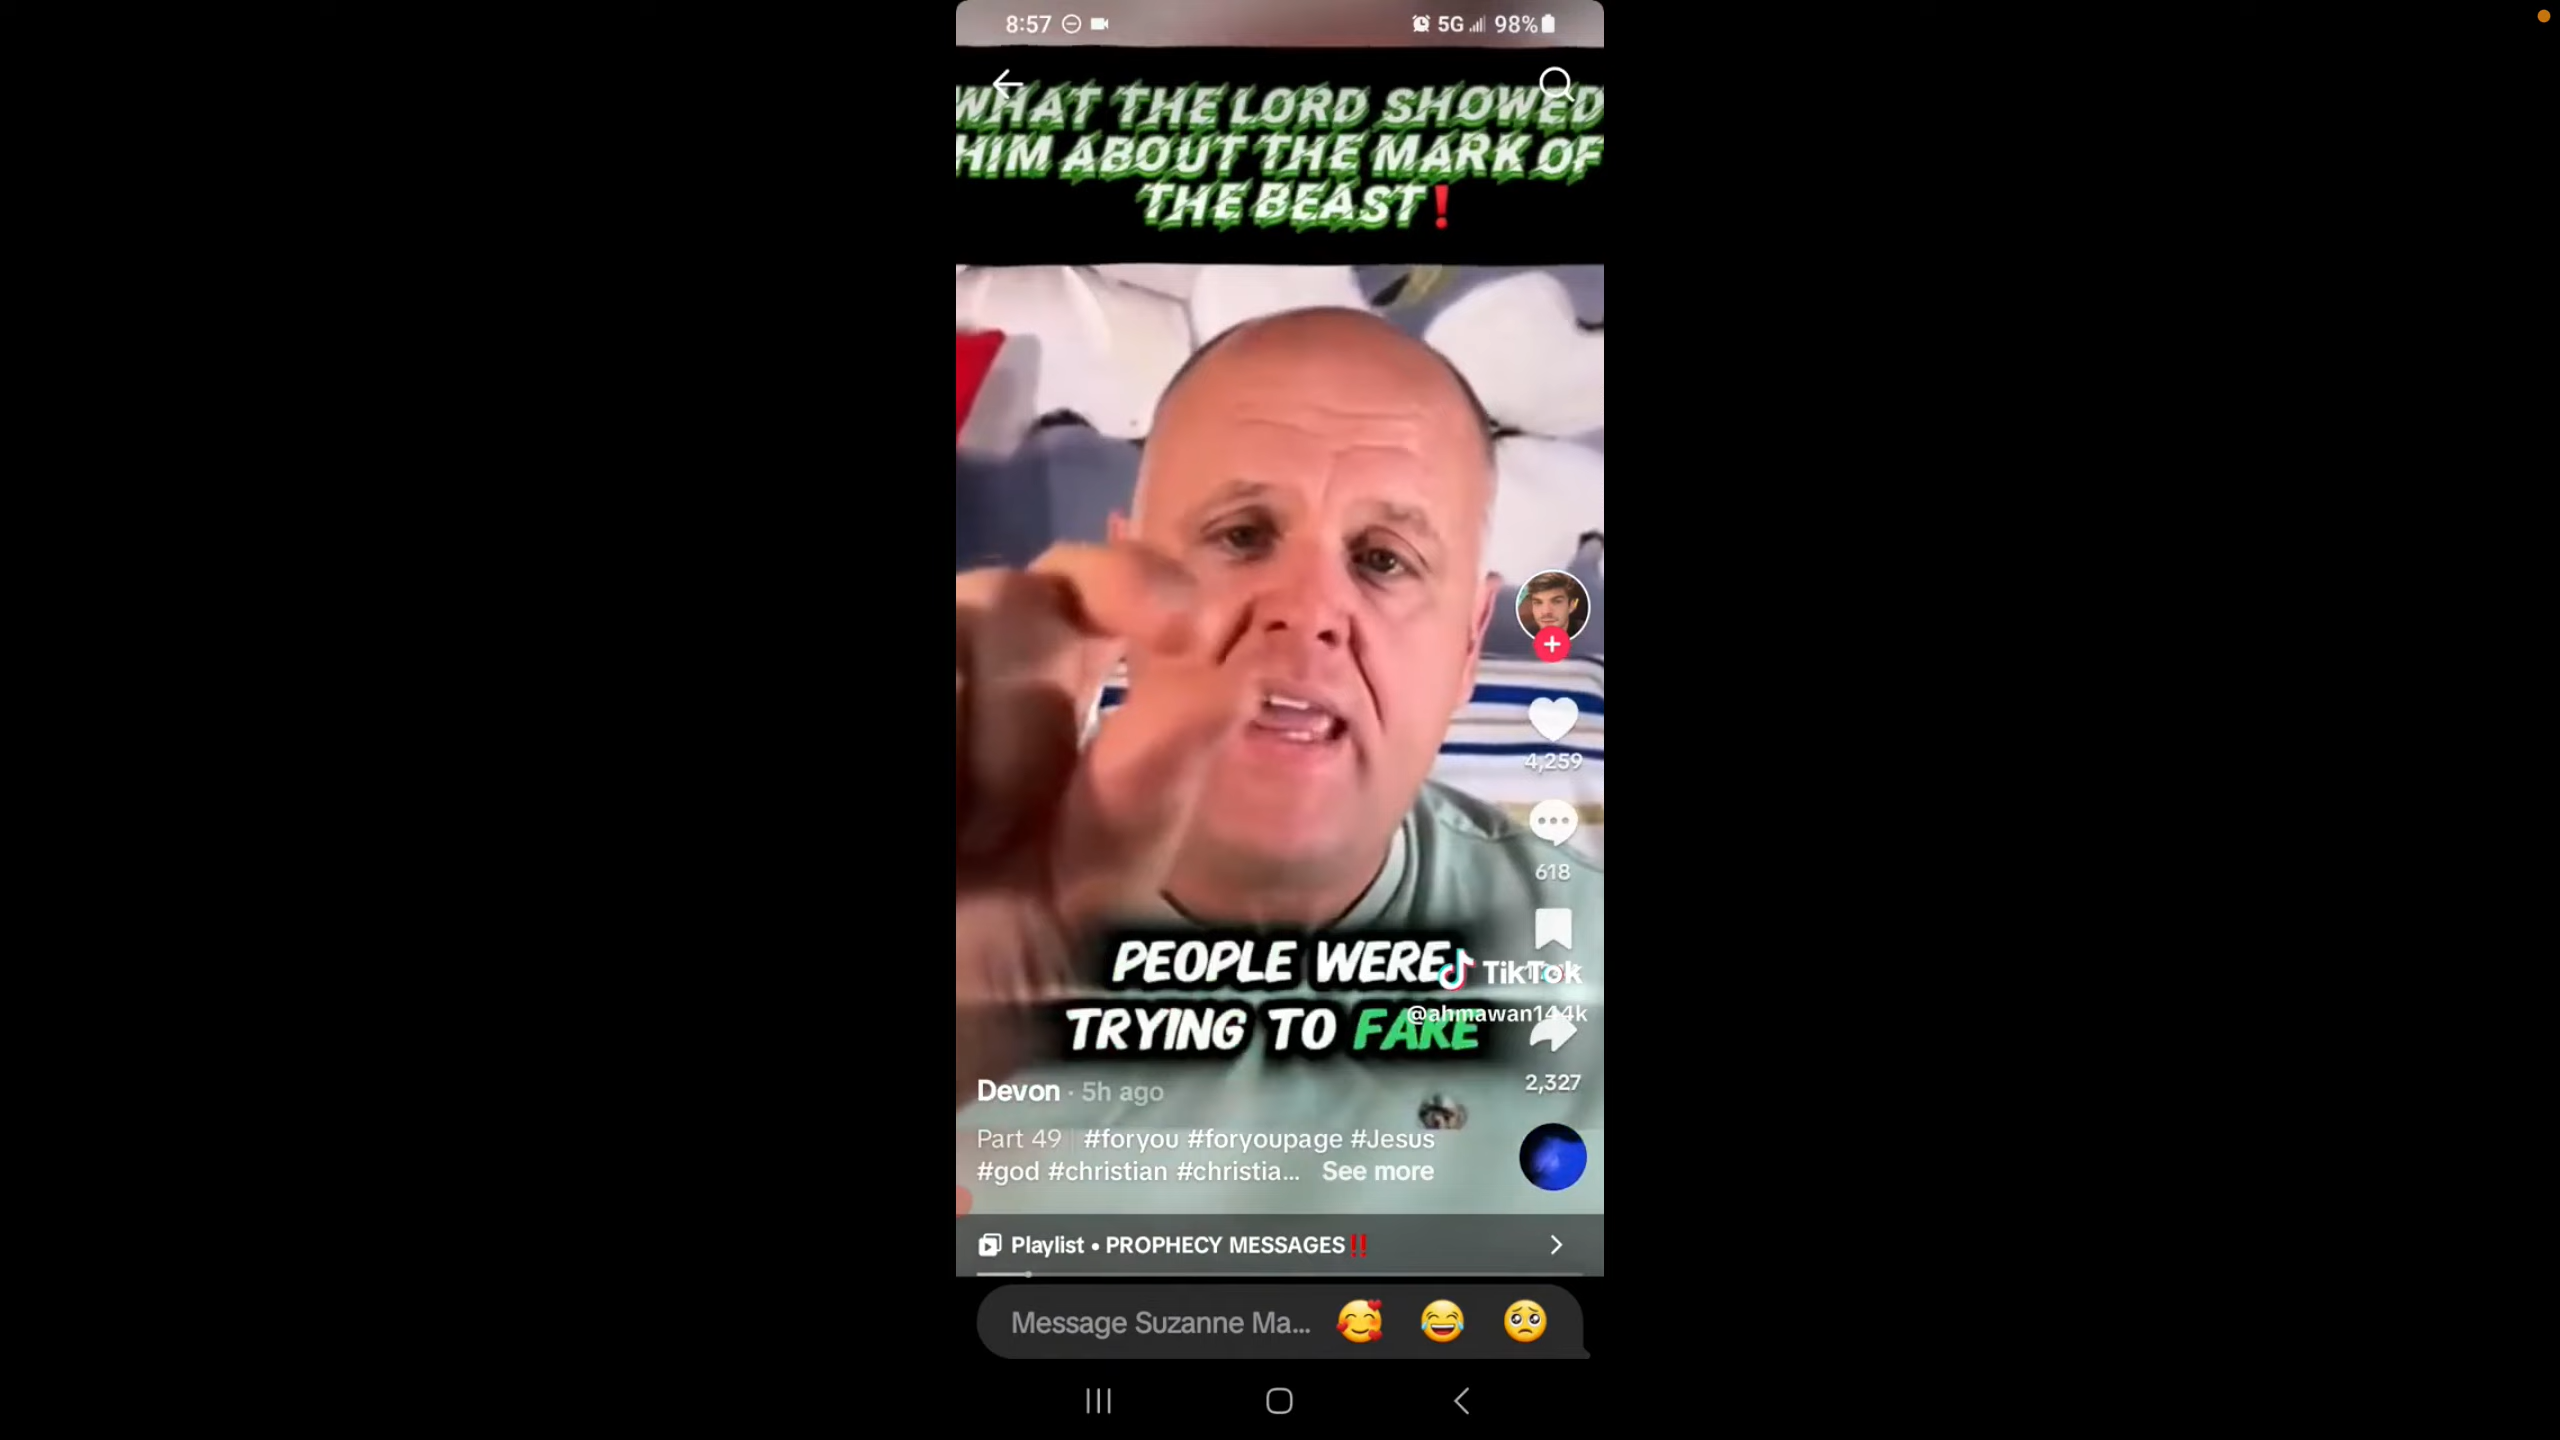 8:57 5G 98%
WHAT THE LORD SHOWED
HIM ABOUT THE MARK OF
THE BEAST❗
4,259
618
PEOPLE WERE
TikTok
TRYING TO FAKE
@ahmawan144k
2,327
Devon · 5h ago
Part 49 | #foryou #foryoupage #Jesus
#god #christian #christia... See more
Playlist • PROPHECY MESSAGES‼️
Message Suzanne Ma... 🥰 😂 🥺